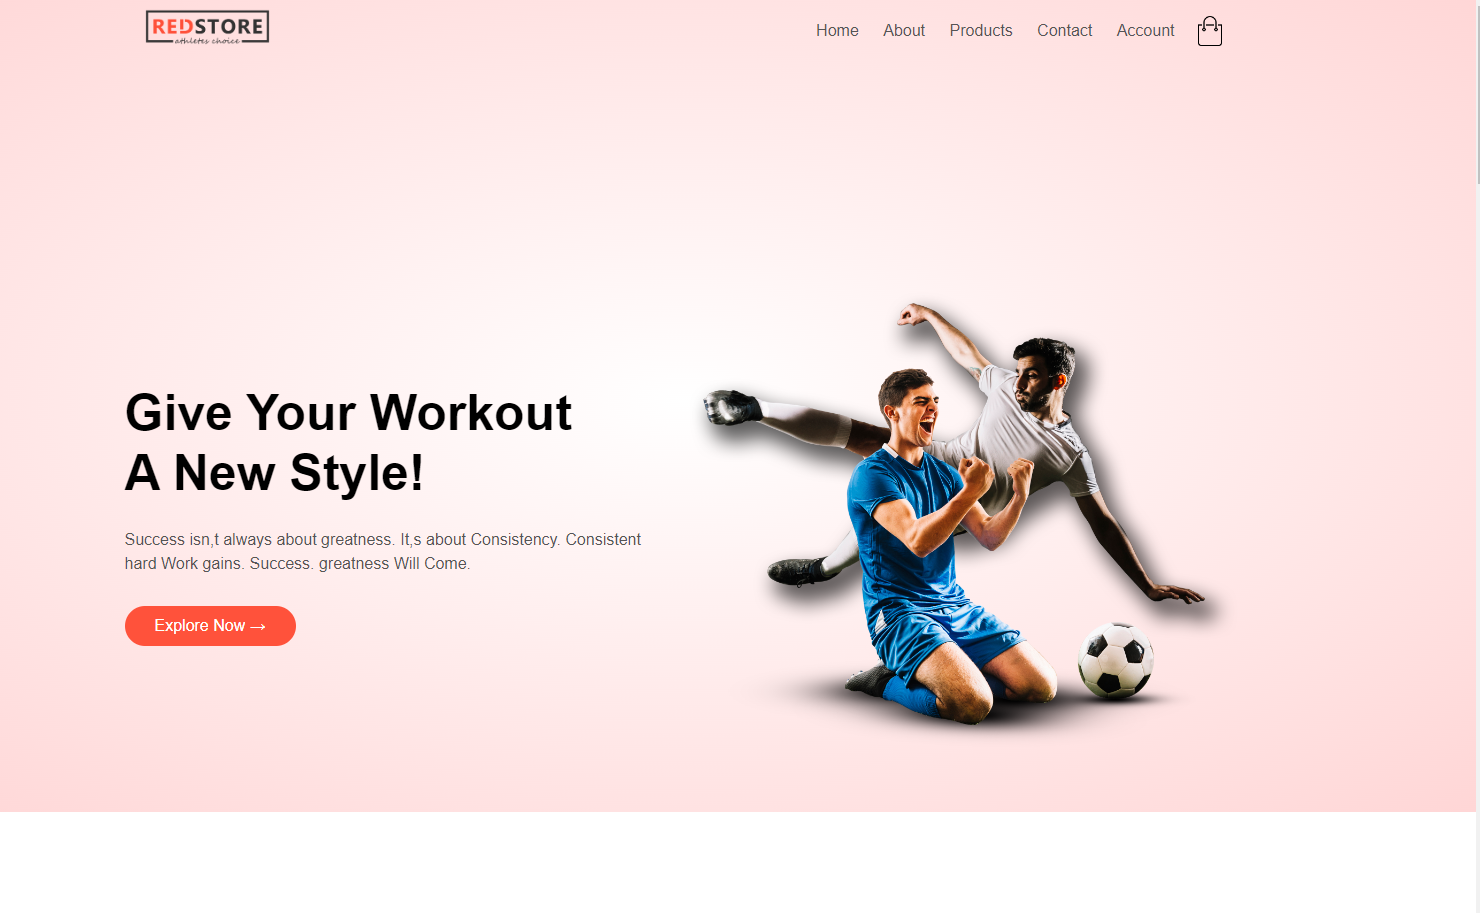 REDSTORE
athletes choice
Home About Products Contact Account
Give Your Workout
A New Style!
Success isn,t always about greatness. It,s about Consistency. Consistent
hard Work gains. Success. greatness Will Come.
Explore Now →